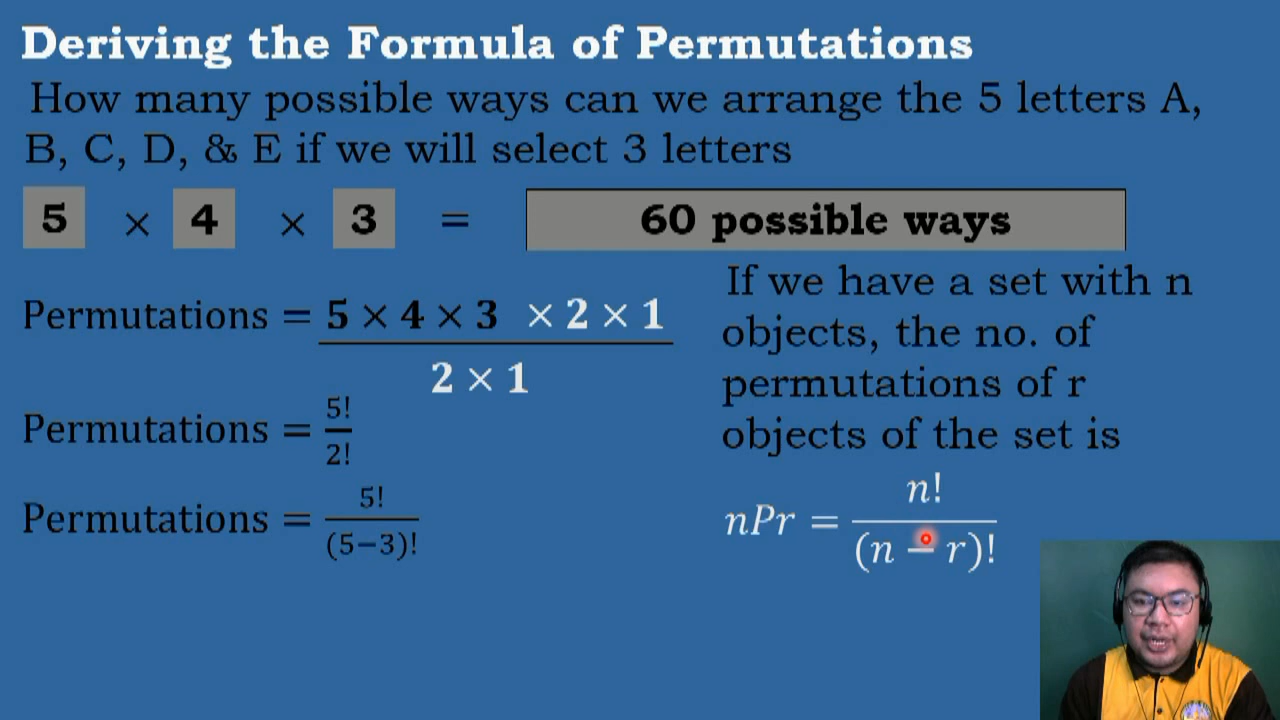 Deriving the Formula of Permutations
How many possible ways can we arrange the 5 letters A,
B, C, D, & E if we will select 3 letters
5 × 4 × 3 = 60 possible ways
Permutations = 5 × 4 × 3 × 2 × 1
2 × 1
Permutations = 5!
2!
Permutations = 5!
(5−3)!
If we have a set with n
objects, the no. of
permutations of r
objects of the set is
nPr = n!
(n − r)!